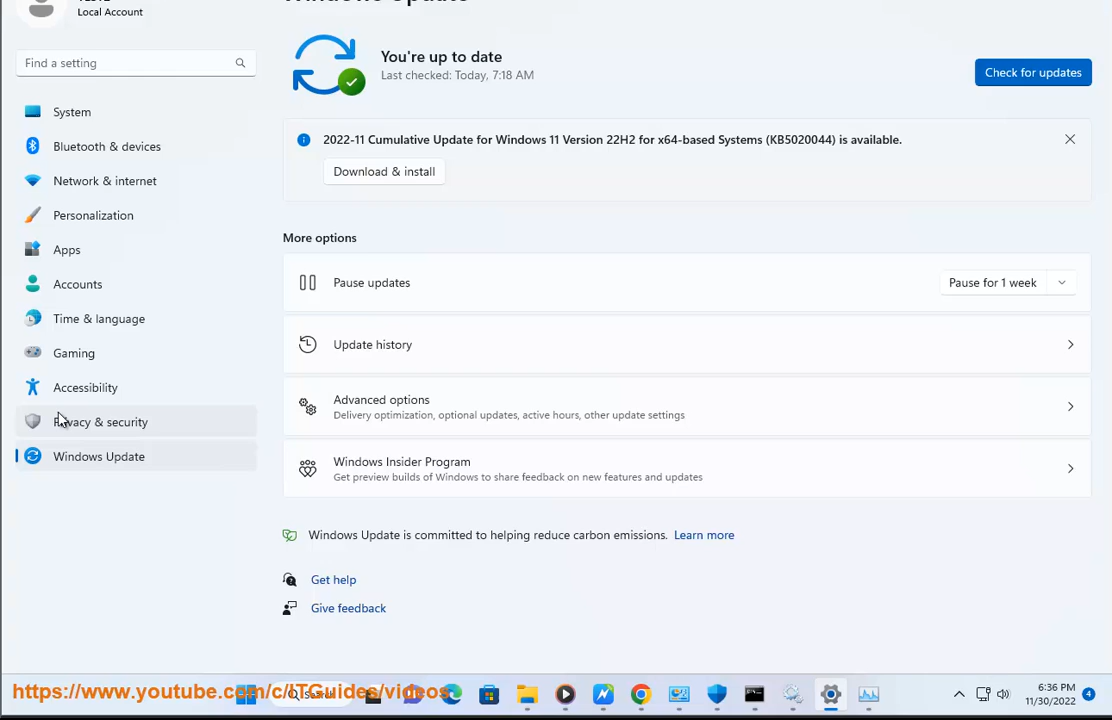 Local Account
Find a setting
System
Bluetooth & devices
Network & internet
Personalization
Apps
Accounts
Time & language
Gaming
Accessibility
Privacy & security
Windows Update
Windows Update
You're up to date
Last checked: Today, 7:18 AM
Check for updates
2022-11 Cumulative Update for Windows 11 Version 22H2 for x64-based Systems (KB5020044) is available.
Download & install
More options
Pause updates
Pause for 1 week
Update history
Advanced options
Delivery optimization, optional updates, active hours, other update settings
Windows Insider Program
Get preview builds of Windows to share feedback on new features and updates
Windows Update is committed to helping reduce carbon emissions. Learn more
Get help
Give feedback
https://www.youtube.com/c/ITGuides/videos
Search
6:36 PM
11/30/2022
4